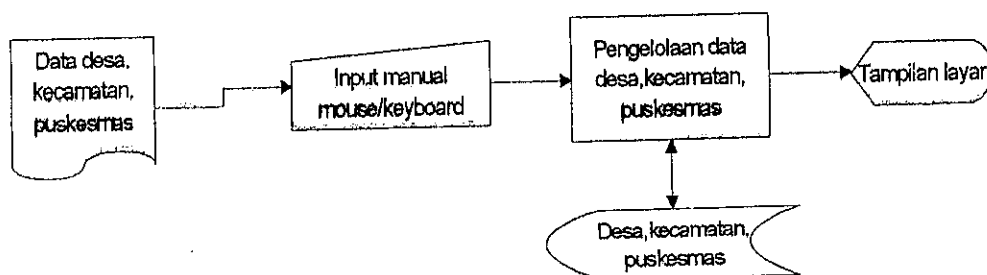 Data desa,
kecamatan,
puskesmas
Input manual
mouse/keyboard
Pengelolaan data
desa,kecamatan,
puskesmas
Tampilan layar
Desa,kecamatan,
puskesmas